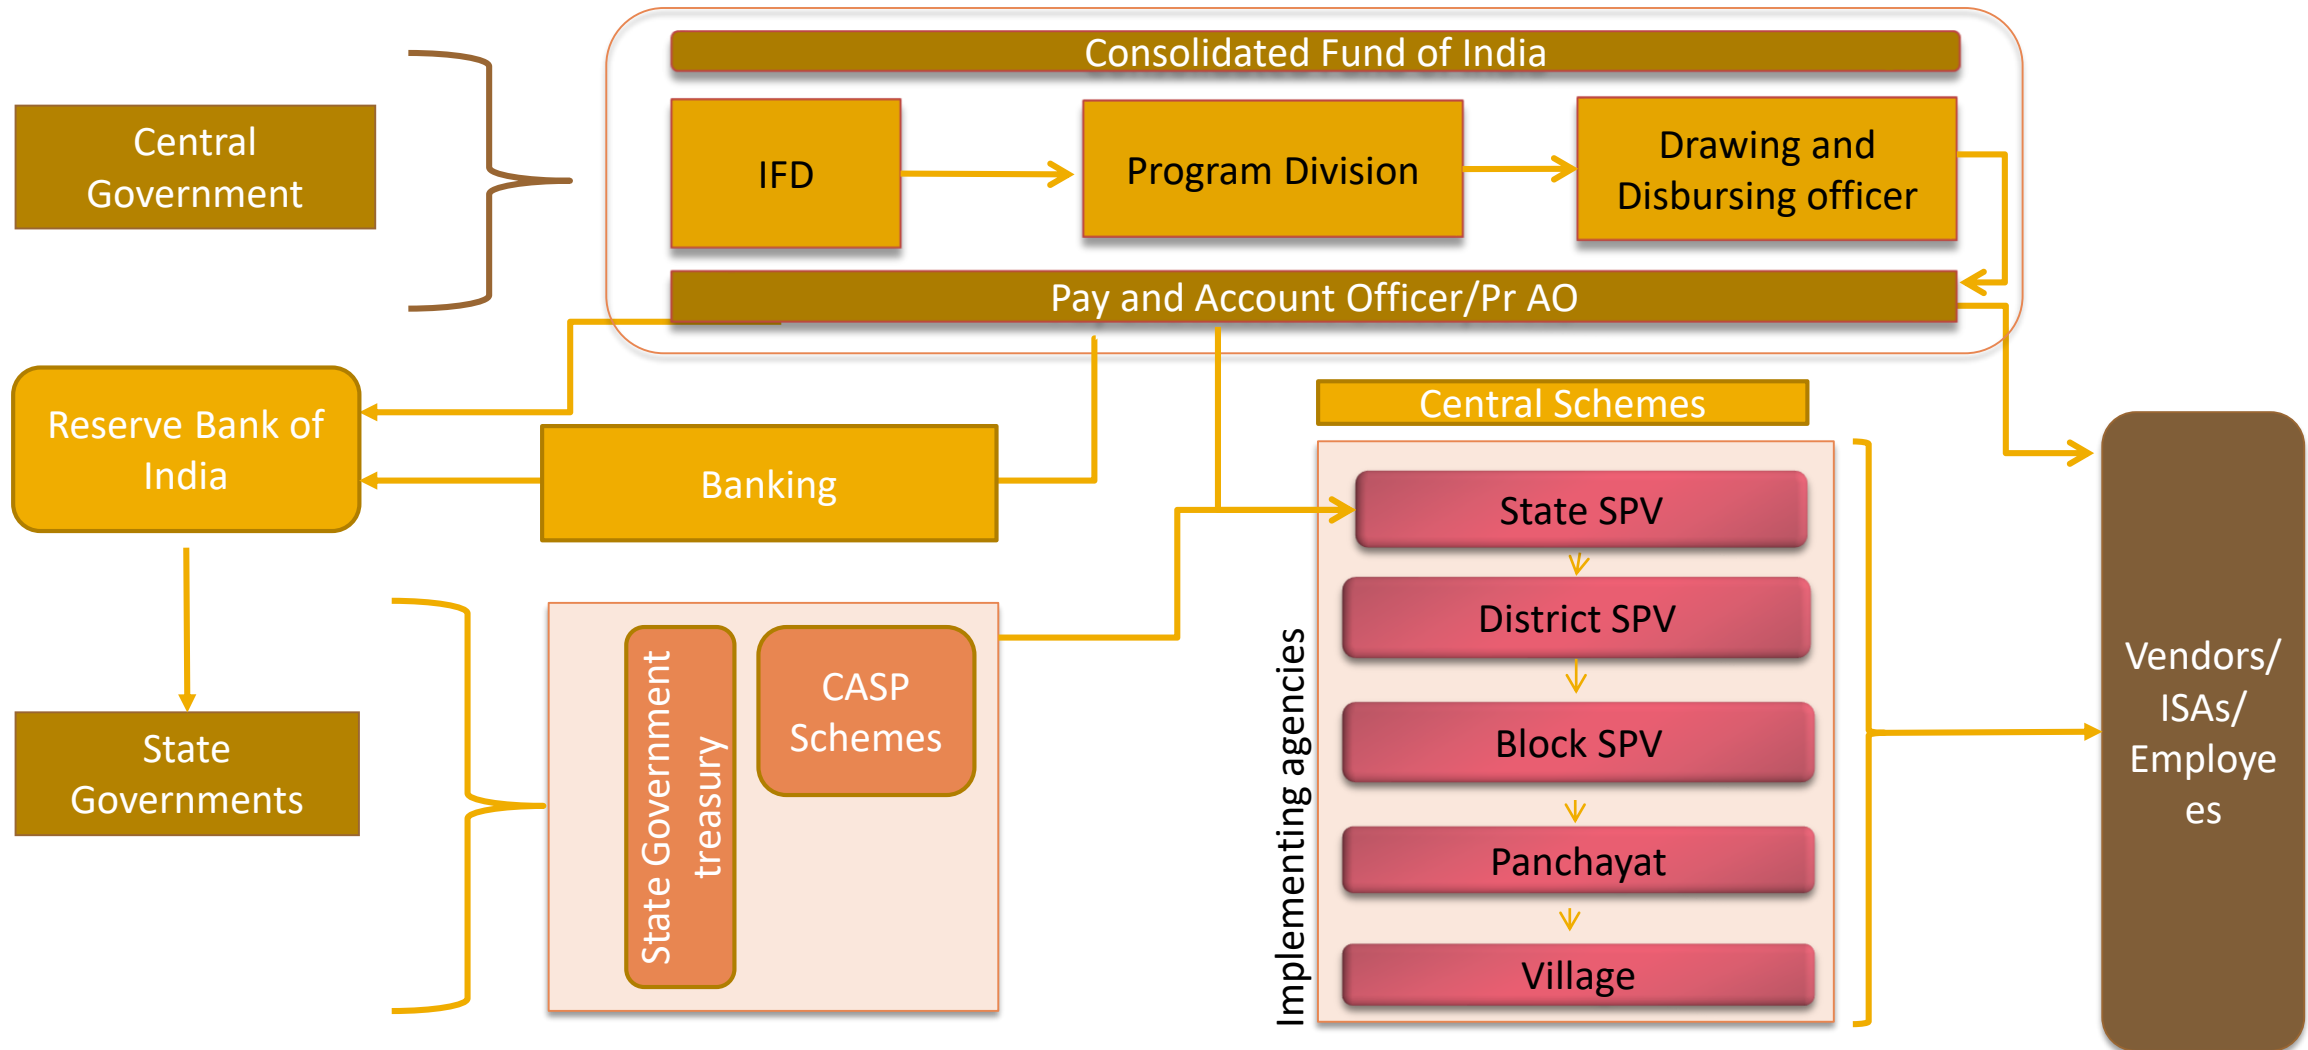 Consolidated Fund of India
Central
Government
IFD
Program Division
Drawing and
Disbursing officer
Pay and Account Officer/Pr AO
Reserve Bank of
India
Banking
Central Schemes
State SPV
District SPV
Block SPV
Panchayat
Village
Implementing agencies
State
Governments
State Government
treasury
CASP
Schemes
Vendors/
ISAs/
Employe
es